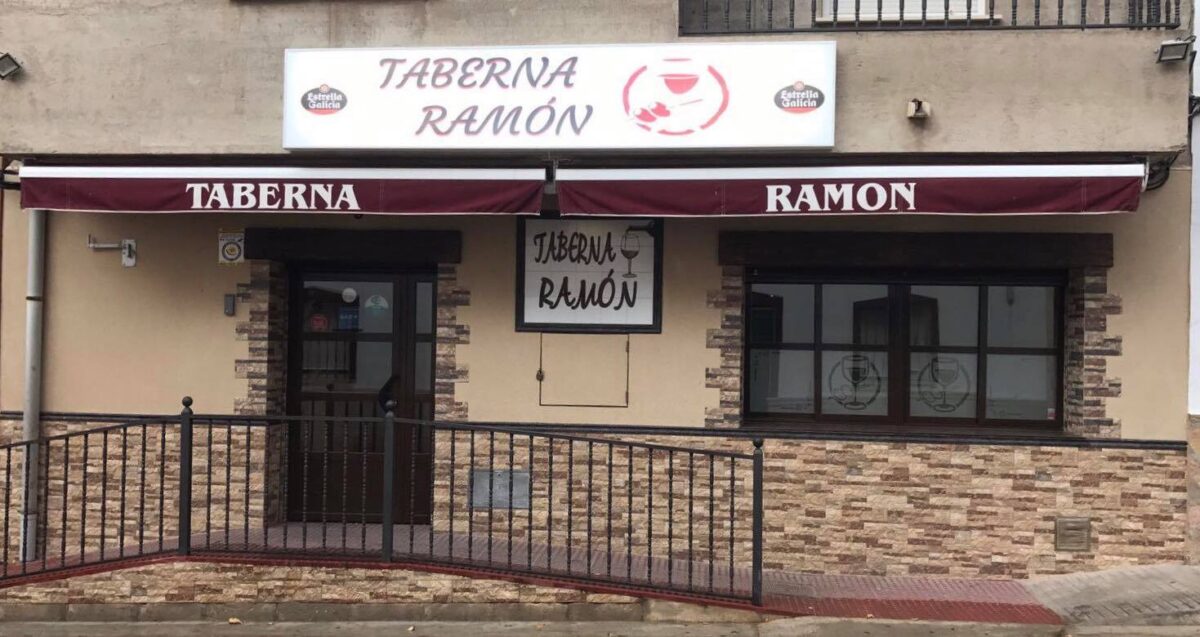 TABERNA
RAMÓN
Estrella
Galicia
Estrella
Galicia
TABERNA
RAMON
TABERNA
RAMÓN